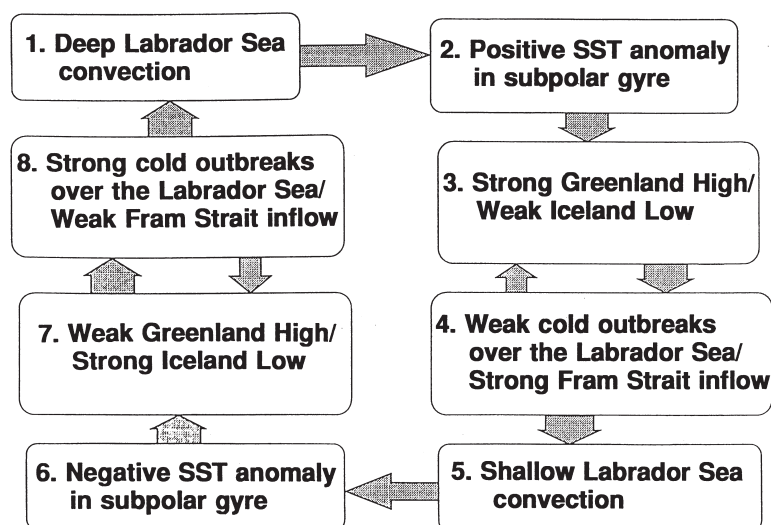 1. Deep Labrador Sea
convection
2. Positive SST anomaly
in subpolar gyre
3. Strong Greenland High/
Weak Iceland Low
4. Weak cold outbreaks
over the Labrador Sea/
Strong Fram Strait inflow
5. Shallow Labrador Sea
convection
6. Negative SST anomaly
in subpolar gyre
7. Weak Greenland High/
Strong Iceland Low
8. Strong cold outbreaks
over the Labrador Sea/
Weak Fram Strait inflow